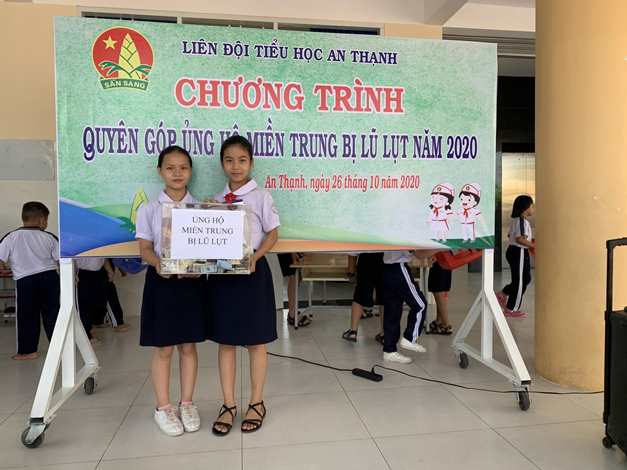 LIÊN ĐỘI TIỂU HỌC AN THẠNH
SẴN SÀNG
CHƯƠNG TRÌNH
QUYÊN GÓP ỦNG HỘ MIỀN TRUNG BỊ LŨ LỤT NĂM 2020
An Thạnh, ngày 26 tháng 10 năm 2020
ỦNG HỘ
MIỀN TRUNG
BỊ LŨ LỤT